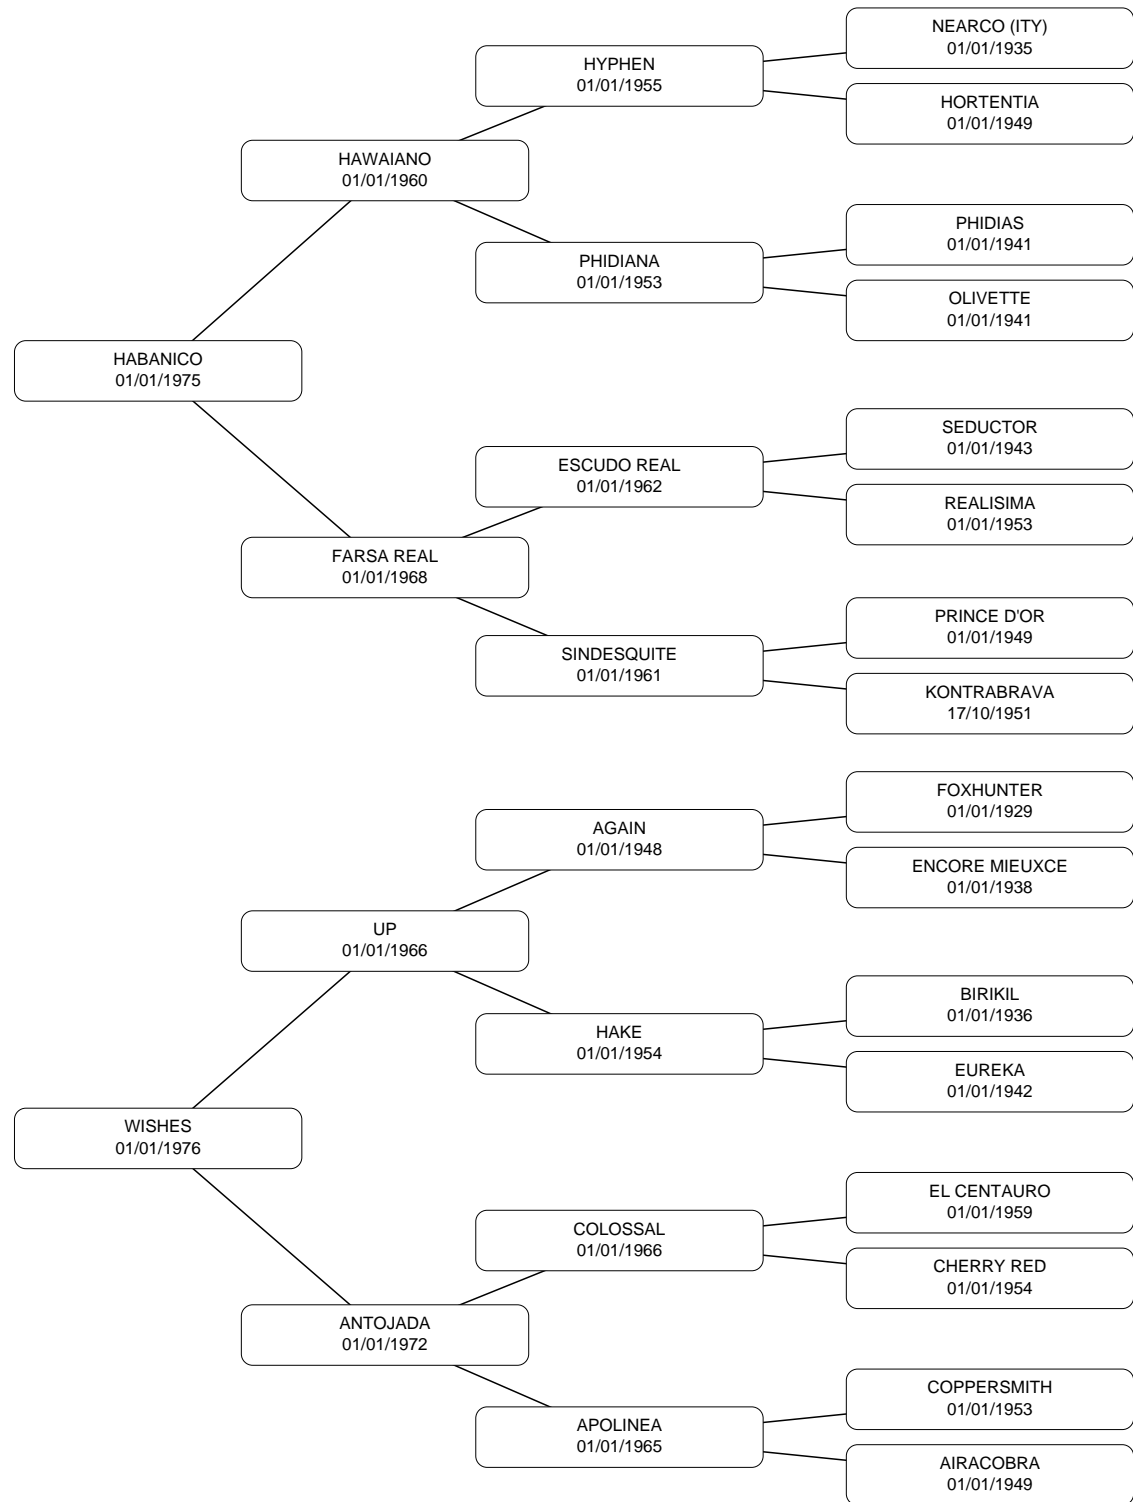 NEARCO (ITY)
01/01/1935
HYPHEN
01/01/1955
HORTENTIA
01/01/1949
HAWAIANO
01/01/1960
PHIDIAS
01/01/1941
PHIDIANA
01/01/1953
OLIVETTE
01/01/1941
HABANICO
01/01/1975
SEDUCTOR
01/01/1943
ESCUDO REAL
01/01/1962
REALISIMA
01/01/1953
FARSA REAL
01/01/1968
PRINCE D'OR
01/01/1949
SINDESQUITE
01/01/1961
KONTRABRAVA
17/10/1951
FOXHUNTER
01/01/1929
AGAIN
01/01/1948
ENCORE MIEUXCE
01/01/1938
UP
01/01/1966
BIRIKIL
01/01/1936
HAKE
01/01/1954
EUREKA
01/01/1942
WISHES
01/01/1976
EL CENTAURO
01/01/1959
COLOSSAL
01/01/1966
CHERRY RED
01/01/1954
ANTOJADA
01/01/1972
COPPERSMITH
01/01/1953
APOLINEA
01/01/1965
AIRACOBRA
01/01/1949